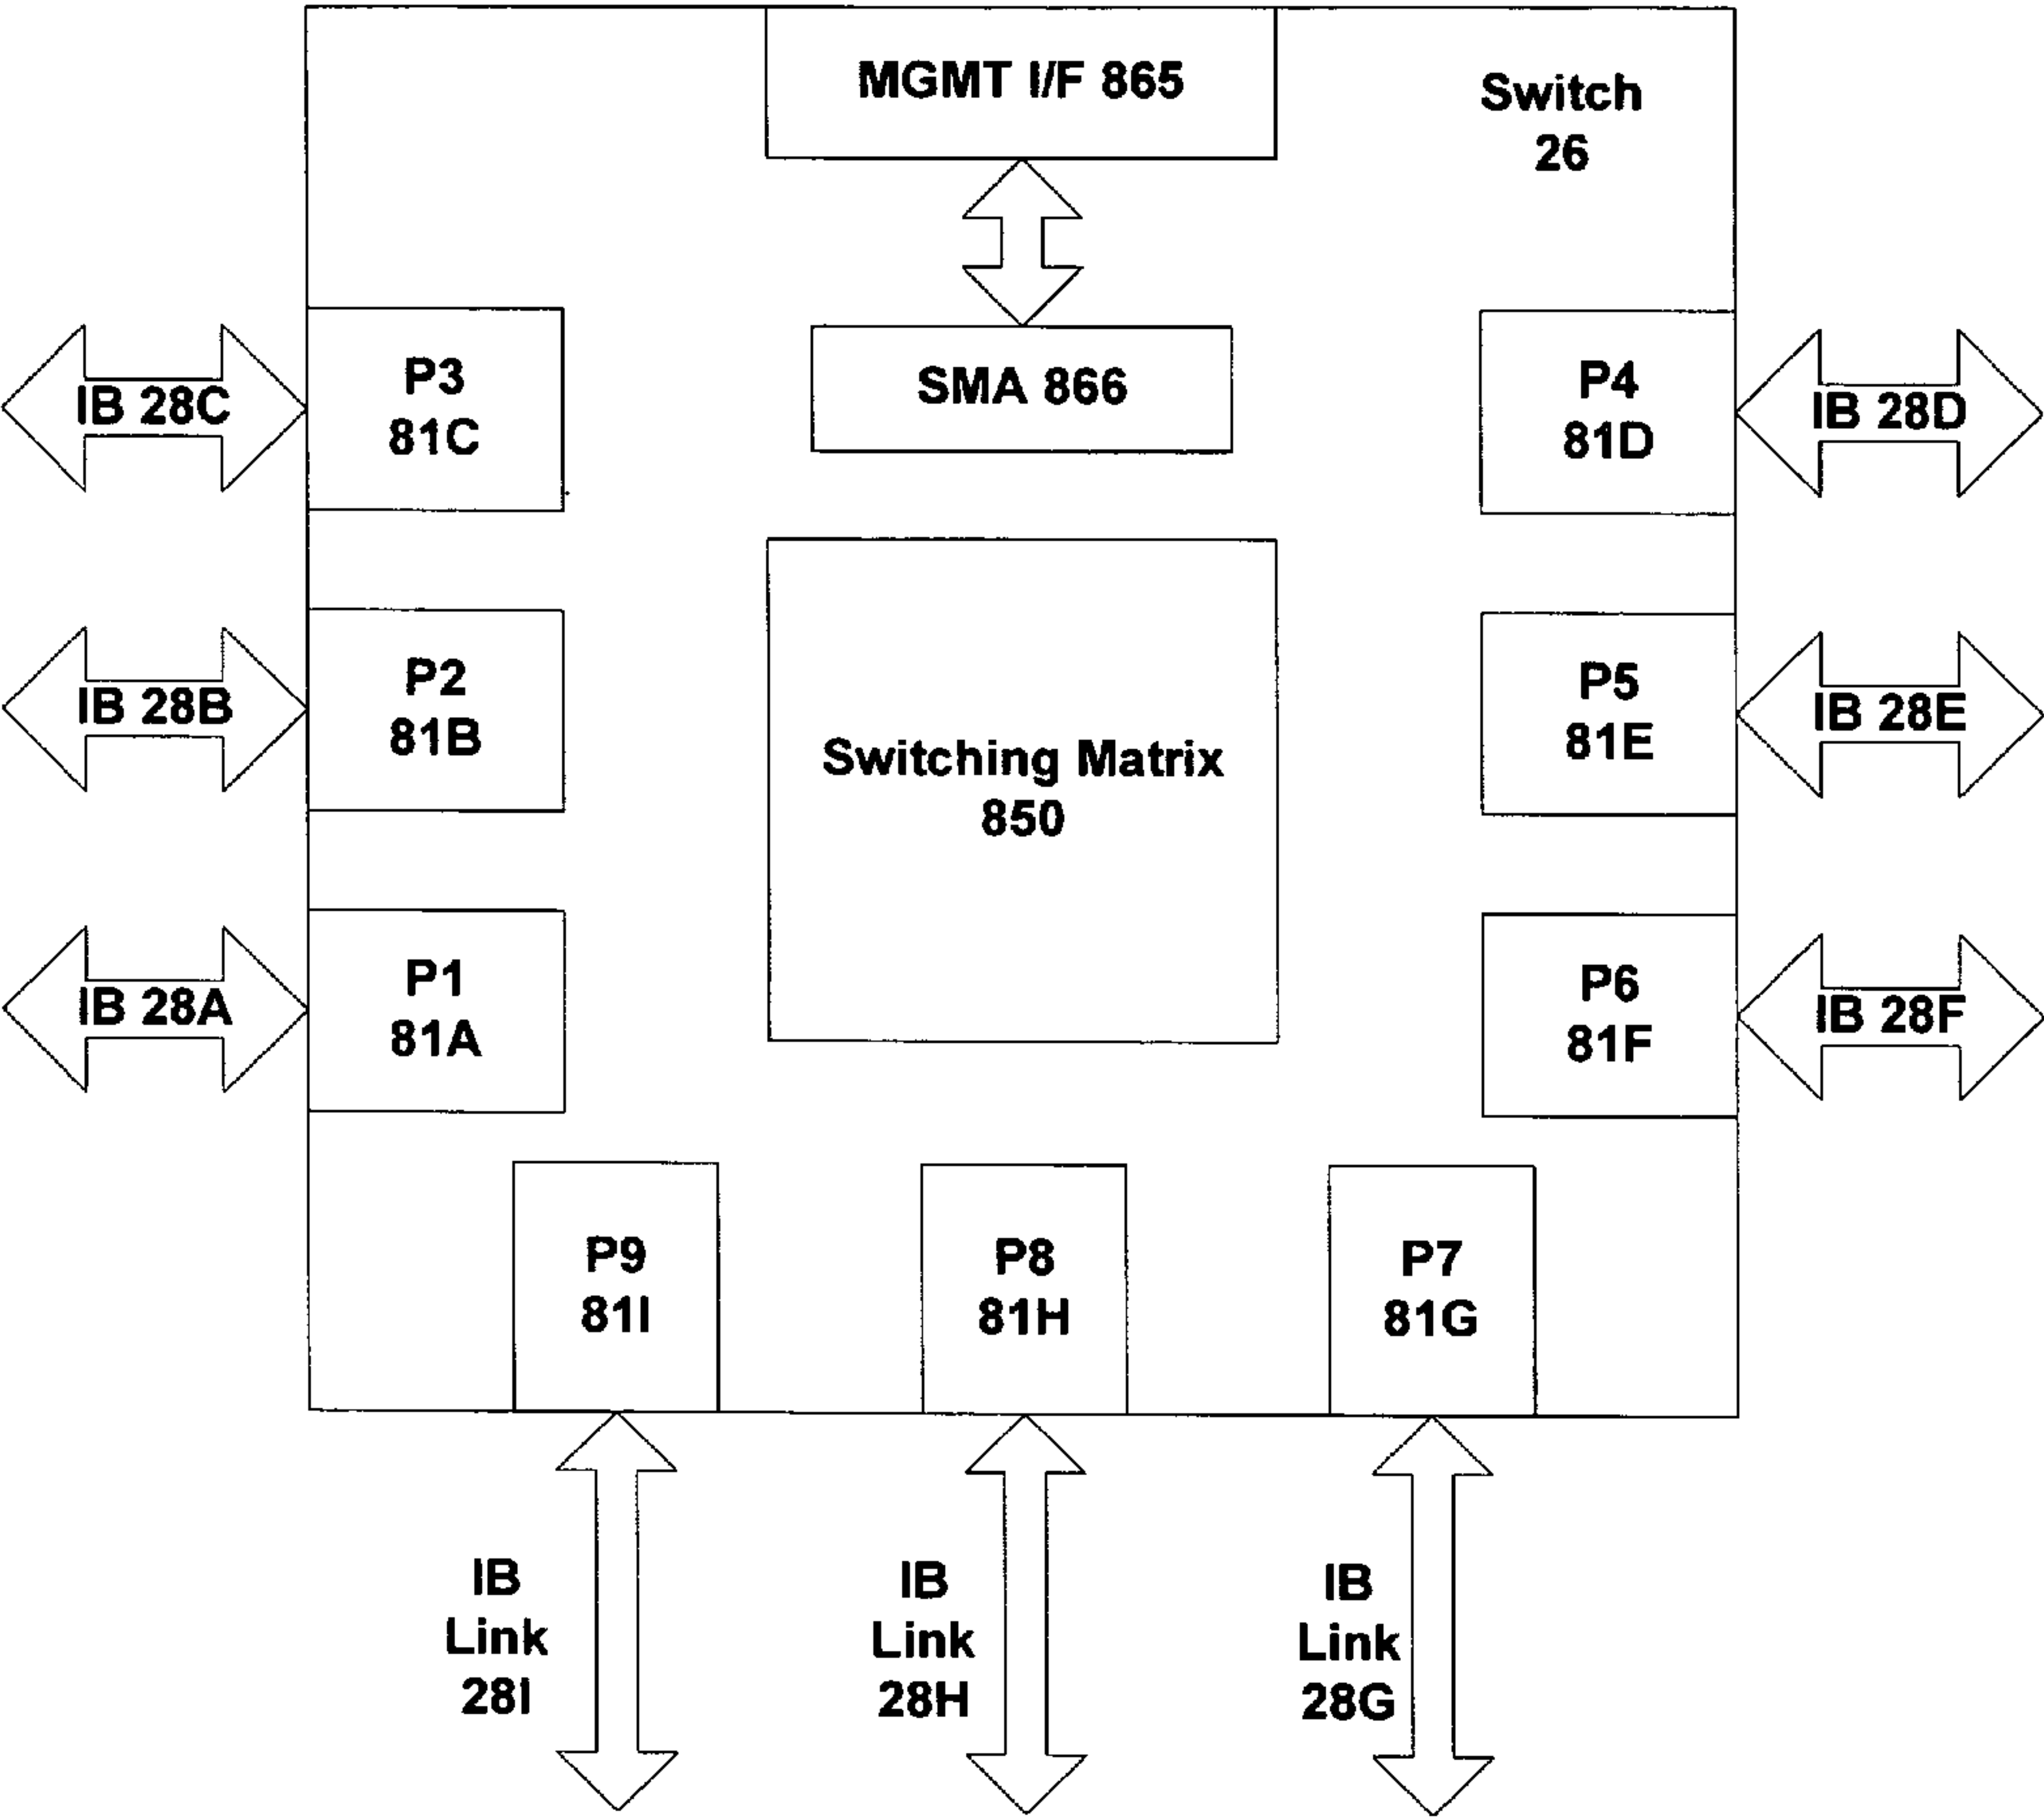 MGMT I/F 865
Switch
26
SMA 866
IB 28C
P3
81C
P4
81D
IB 28D
IB 28B
P2
81B
Switching Matrix
850
P5
81E
IB 28E
IB 28A
P1
81A
P6
81F
IB 28F
P9
81I
P8
81H
P7
81G
IB
Link
28I
IB
Link
28H
IB
Link
28G